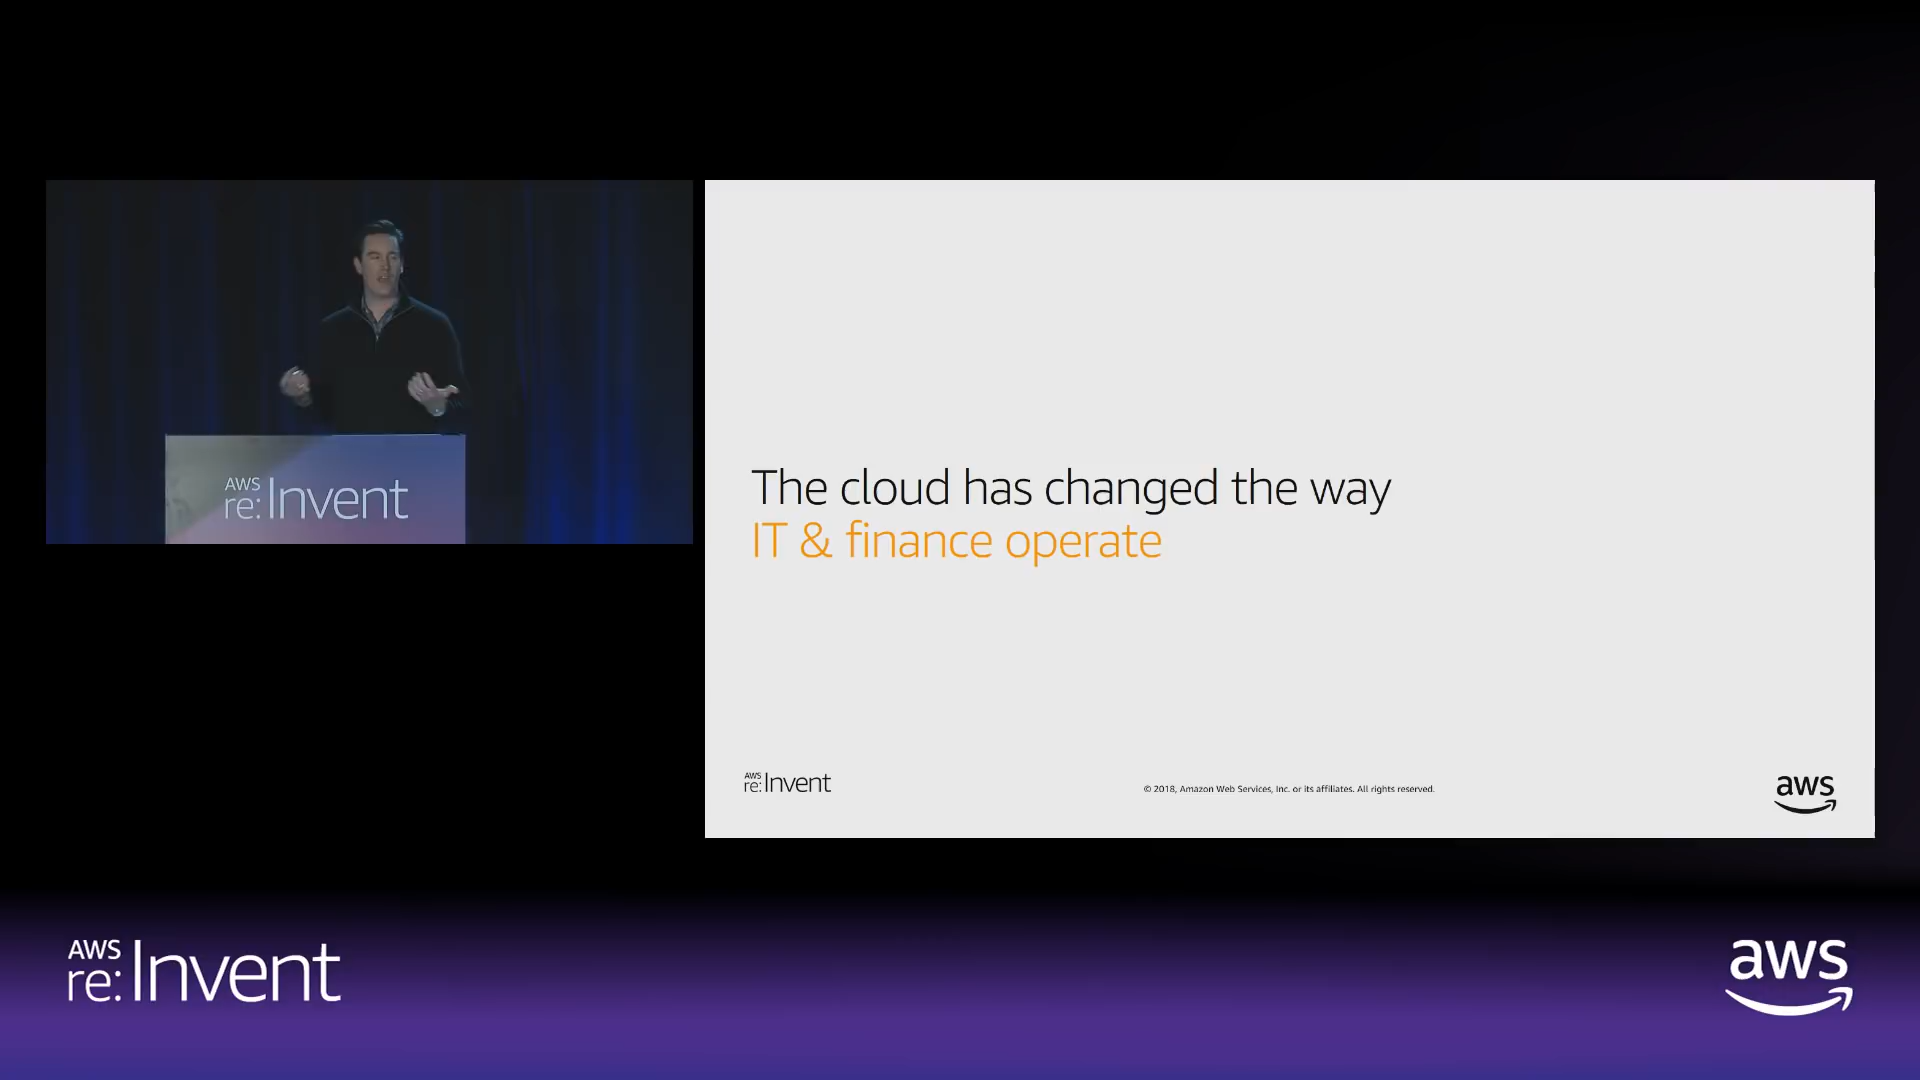 AWS
re:Invent
The cloud has changed the way
IT & finance operate
AWS
re:Invent
© 2018, Amazon Web Services, Inc. or its affiliates. All rights reserved.
aws
AWS
re:Invent
aws